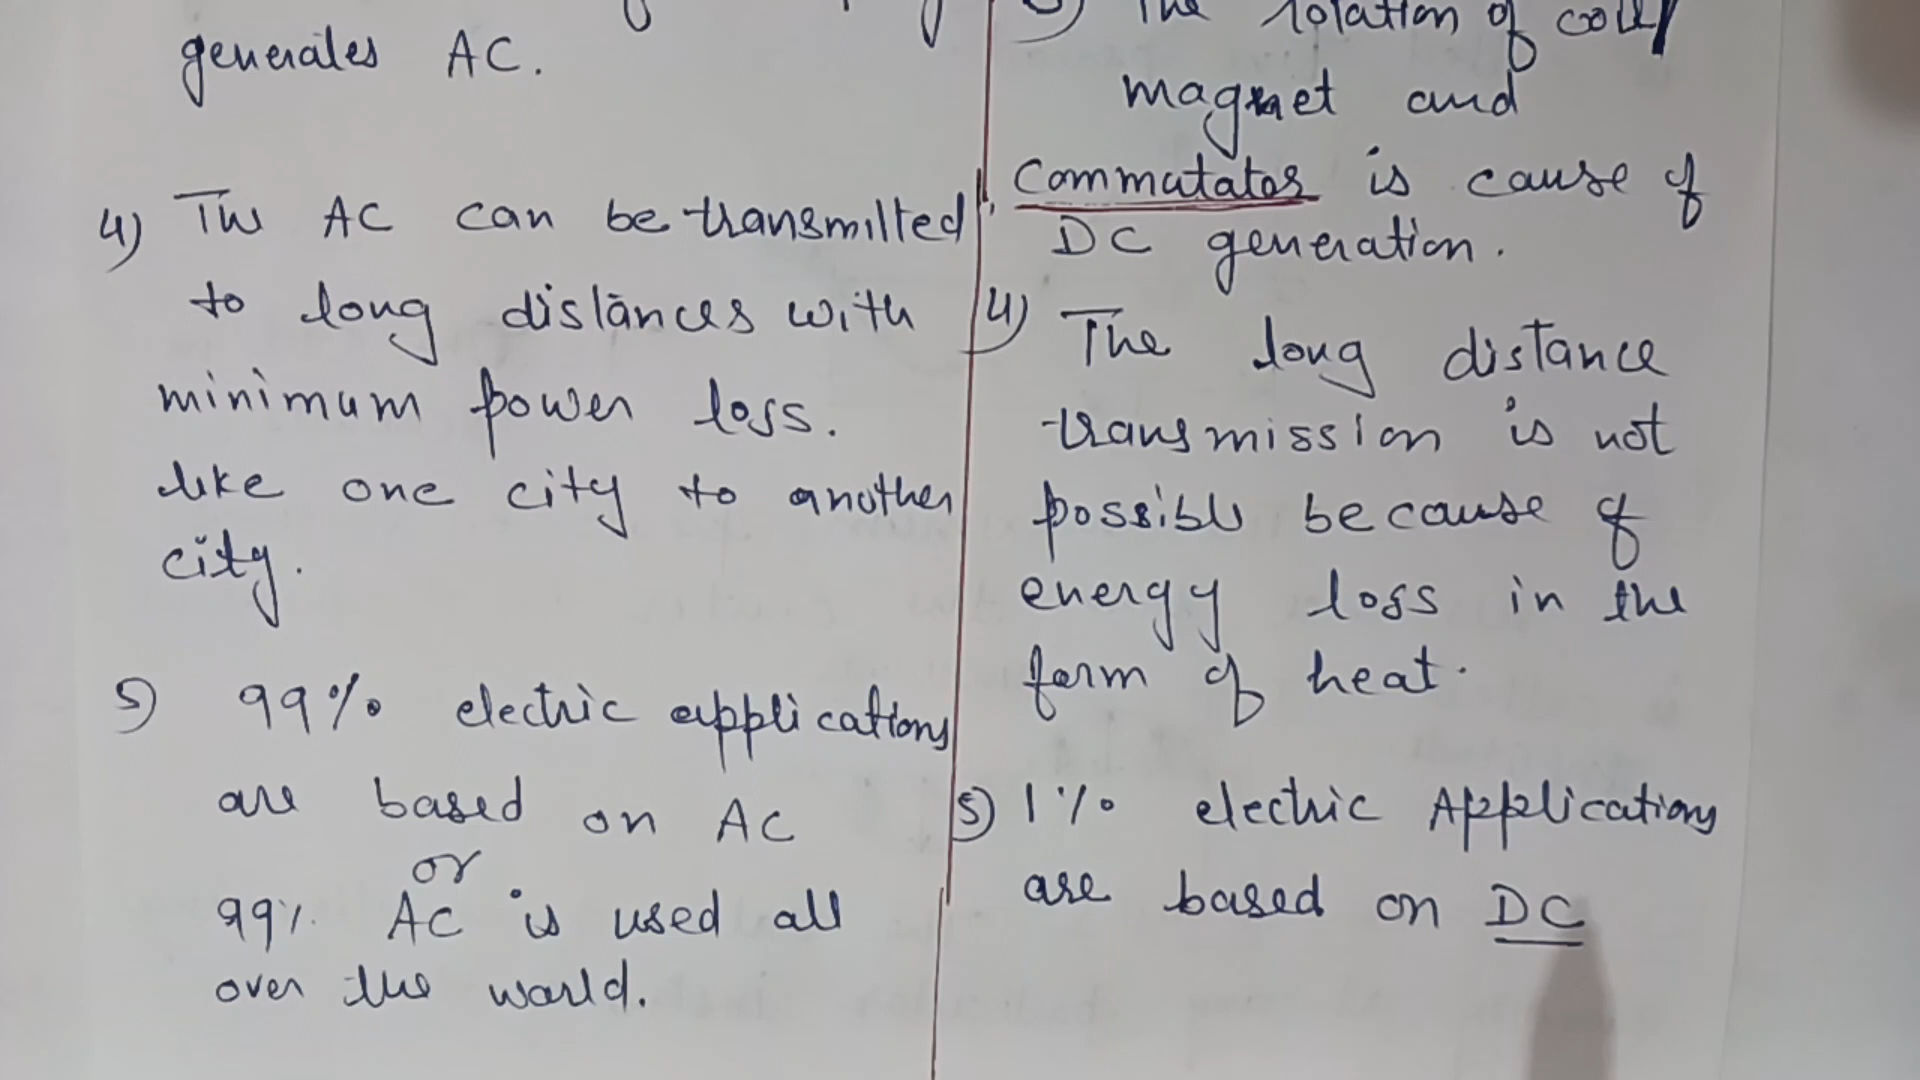 generates AC.
4) The AC can be transmitted
to long distances with
minimum power loss.
like one city to another
city.
5) 99% electric applications
are based on AC
or
99% AC is used all
over the world.
3) The rotation of coil/
magnet and
Commutator is cause of
DC generation.
4) The long distance
transmission is not
possible because of
energy loss in the
form of heat.
5) 1% electric Applications
are based on DC